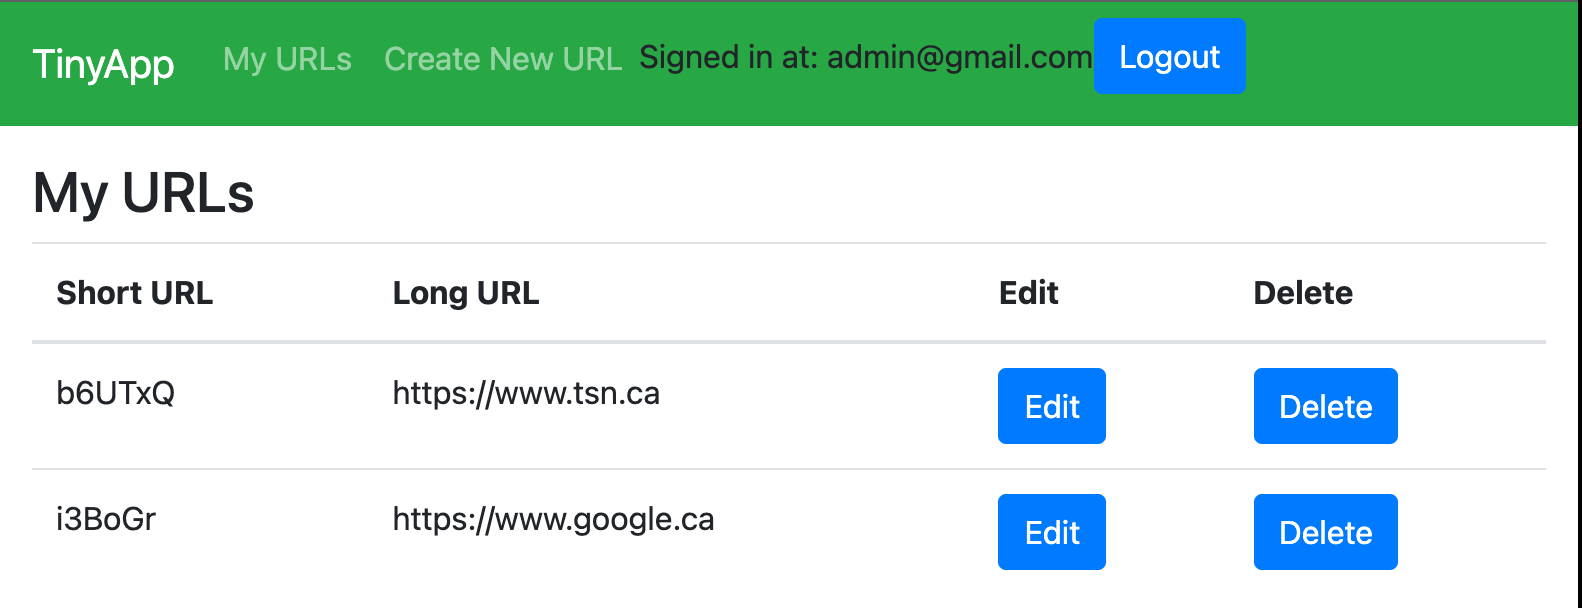 TinyApp My URLs Create New URL Signed in at: admin@gmail.com Logout
My URLs
Short URL Long URL Edit Delete
b6UTxQ https://www.tsn.ca Edit Delete
i3BoGr https://www.google.ca Edit Delete